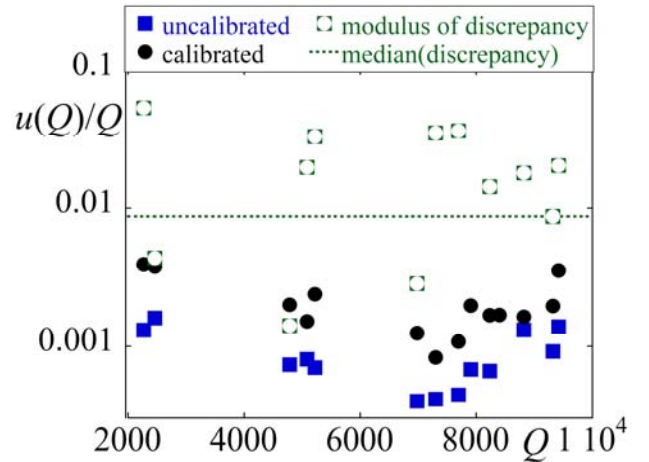 uncalibrated modulus of discrepancy
calibrated median(discrepancy)
0.1
u(Q)/Q
0.01
0.001
2000 4000 6000 8000 Q 1 10⁴